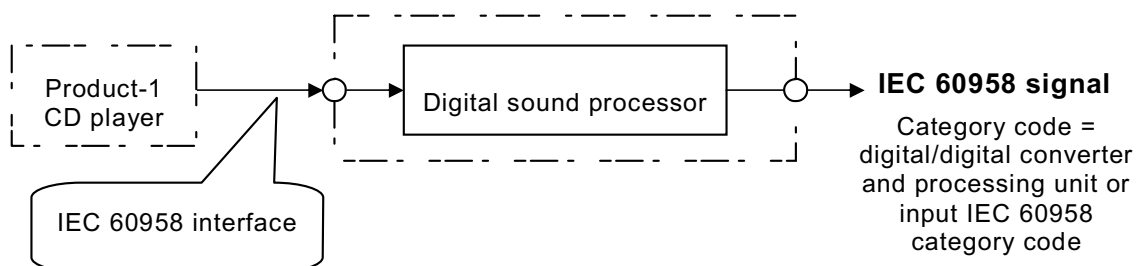 Product-1
CD player
IEC 60958 interface
Digital sound processor
IEC 60958 signal
Category code =
digital/digital converter
and processing unit or
input IEC 60958
category code